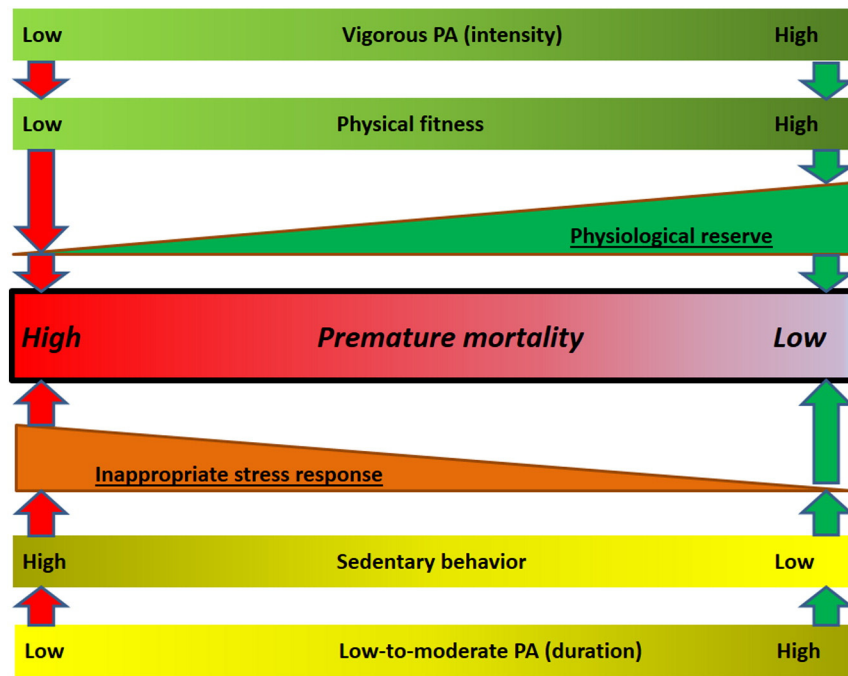 Low Vigorous PA (intensity) High
Low Physical fitness High
Physiological reserve
High Premature mortality Low
Inappropriate stress response
High Sedentary behavior Low
Low Low-to-moderate PA (duration) High